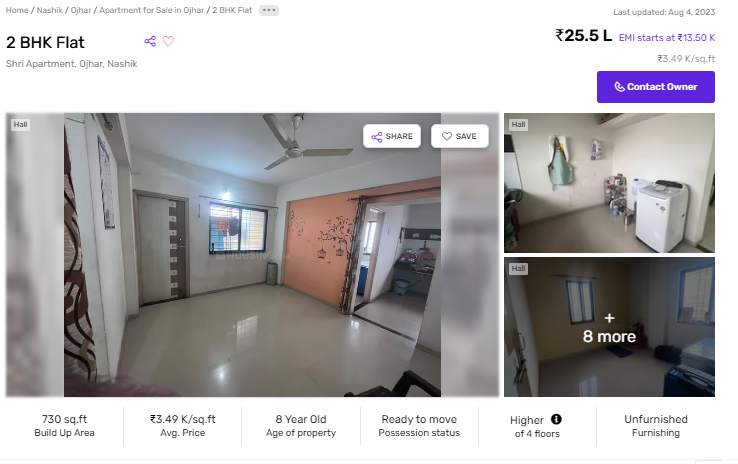 Home / Nashik / Ojhar / Apartment for Sale in Ojhar / 2 BHK Flat
Last updated: Aug 4, 2023
2 BHK Flat
₹25.5 L EMI starts at ₹13.50 K
Shri Apartment, Ojhar, Nashik
₹3.49 K/sq.ft
Contact Owner
Hall
SHARE
SAVE
Hall
HOUSING
Hall
+
8 more
730 sq.ft
Build Up Area
₹3.49 K/sq.ft
Avg. Price
8 Year Old
Age of property
Ready to move
Possession status
Higher
of 4 floors
Unfurnished
Furnishing